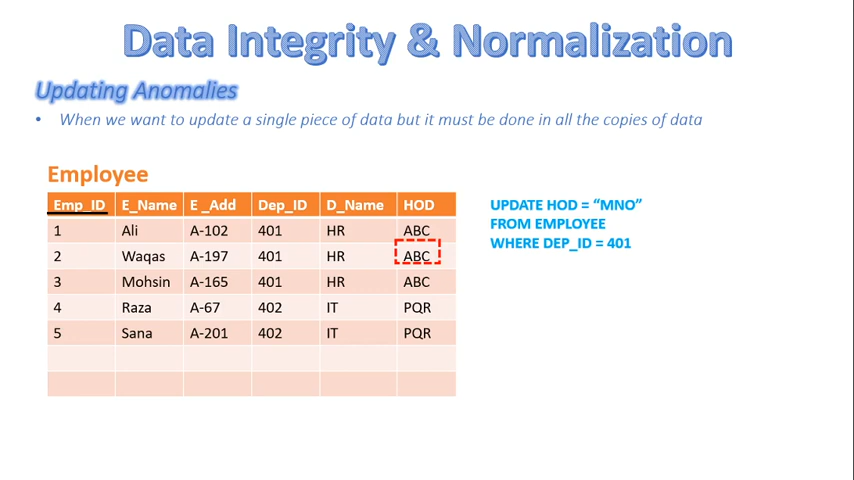 Data Integrity & Normalization
Updating Anomalies
• When we want to update a single piece of data but it must be done in all the copies of data
Employee
Emp_ID E_Name E _Add Dep_ID D_Name HOD
1 Ali A-102 401 HR ABC
2 Waqas A-197 401 HR ABC
3 Mohsin A-165 401 HR ABC
4 Raza A-67 402 IT PQR
5 Sana A-201 402 IT PQR
UPDATE HOD = “MNO”
FROM EMPLOYEE
WHERE DEP_ID = 401